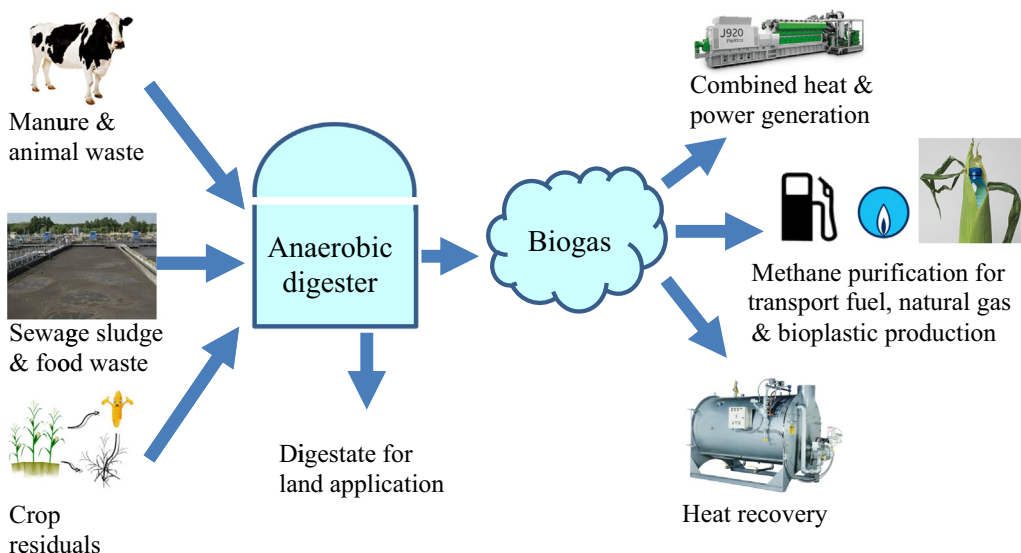 Manure &
animal waste
Sewage sludge
& food waste
Crop
residuals
Anaerobic
digester
Digestate for
land application
Biogas
J920
Combined heat &
power generation
Methane purification for
transport fuel, natural gas
& bioplastic production
Heat recovery